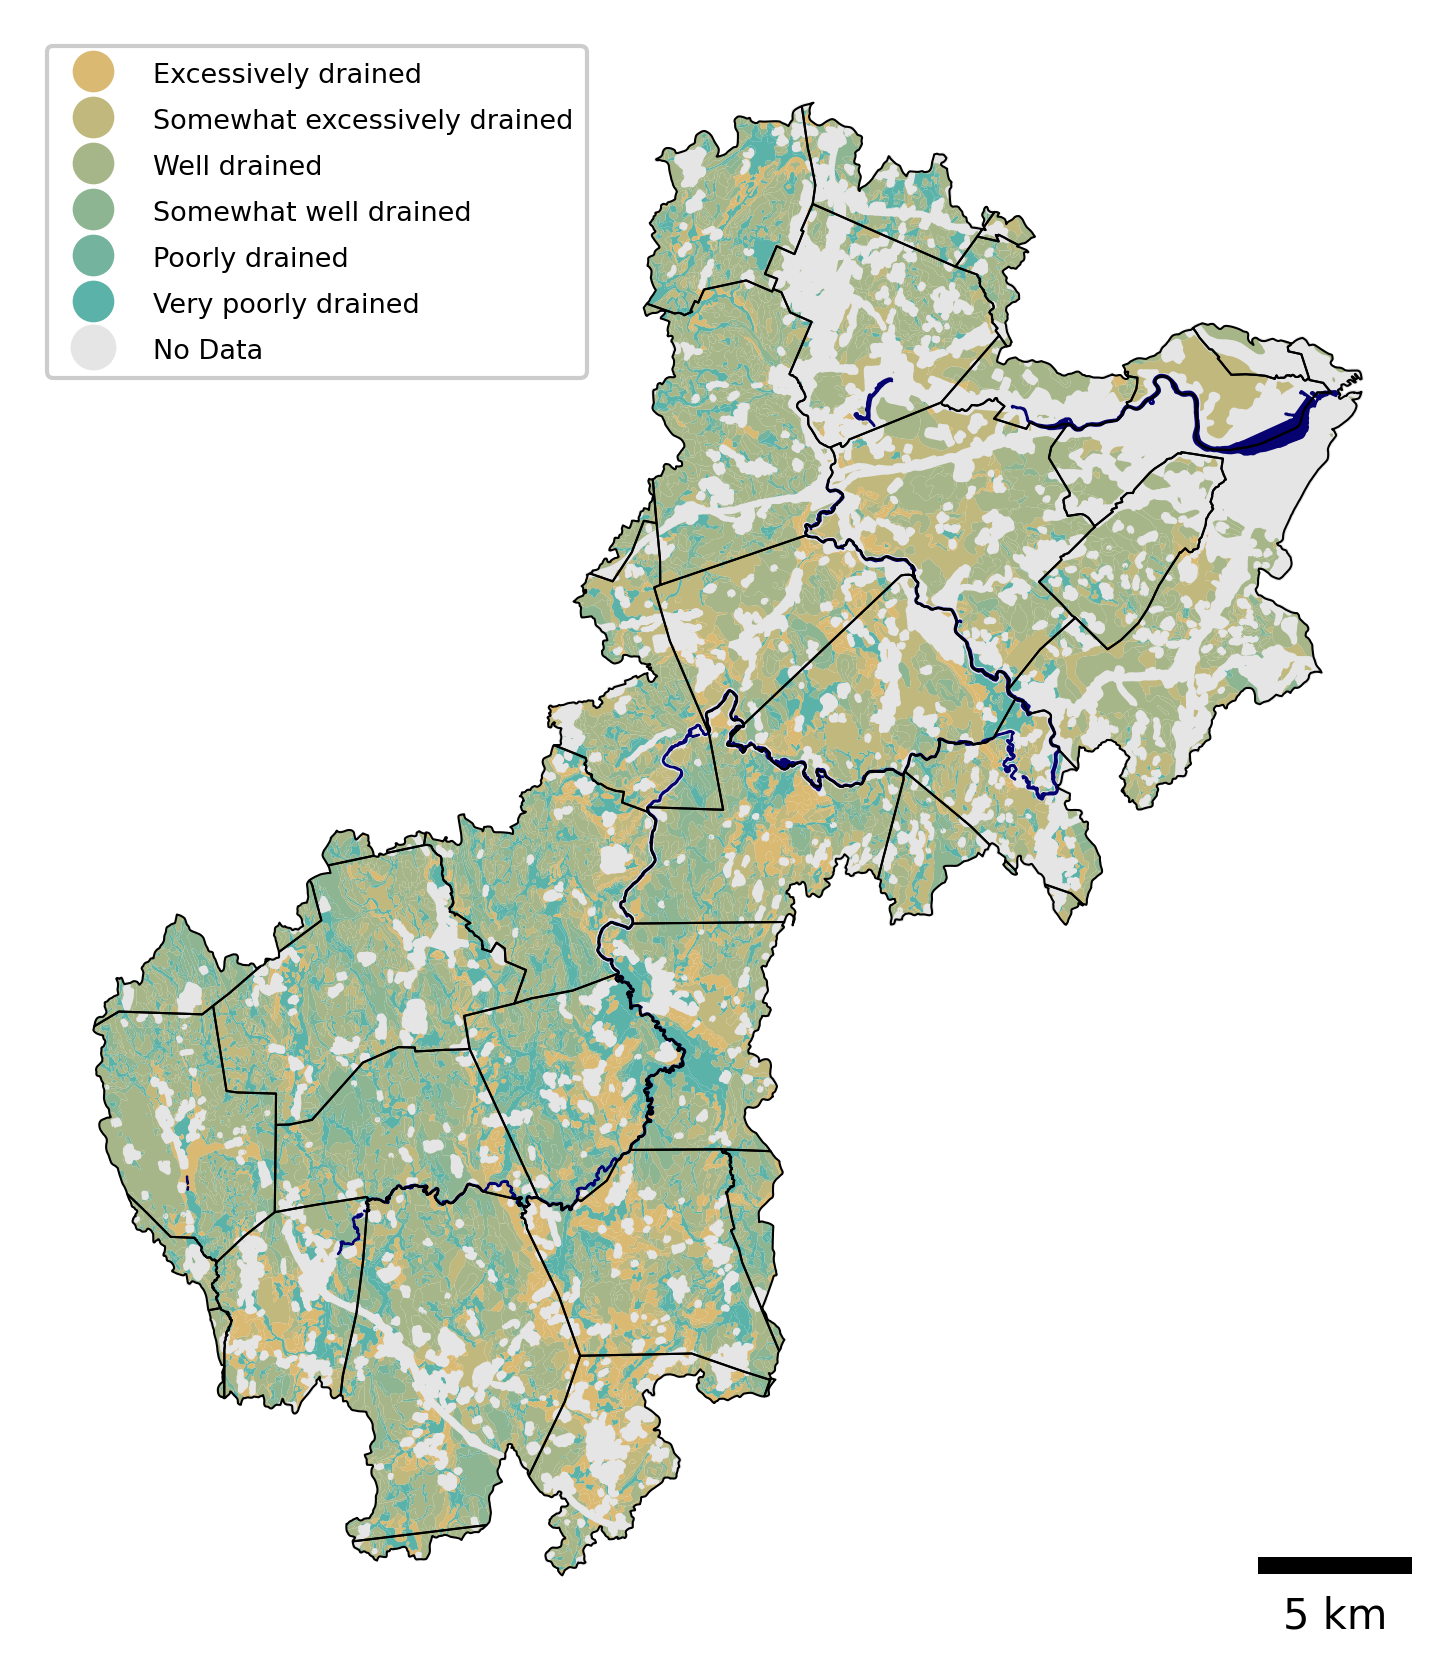 Excessively drained
Somewhat excessively drained
Well drained
Somewhat well drained
Poorly drained
Very poorly drained
No Data
5 km